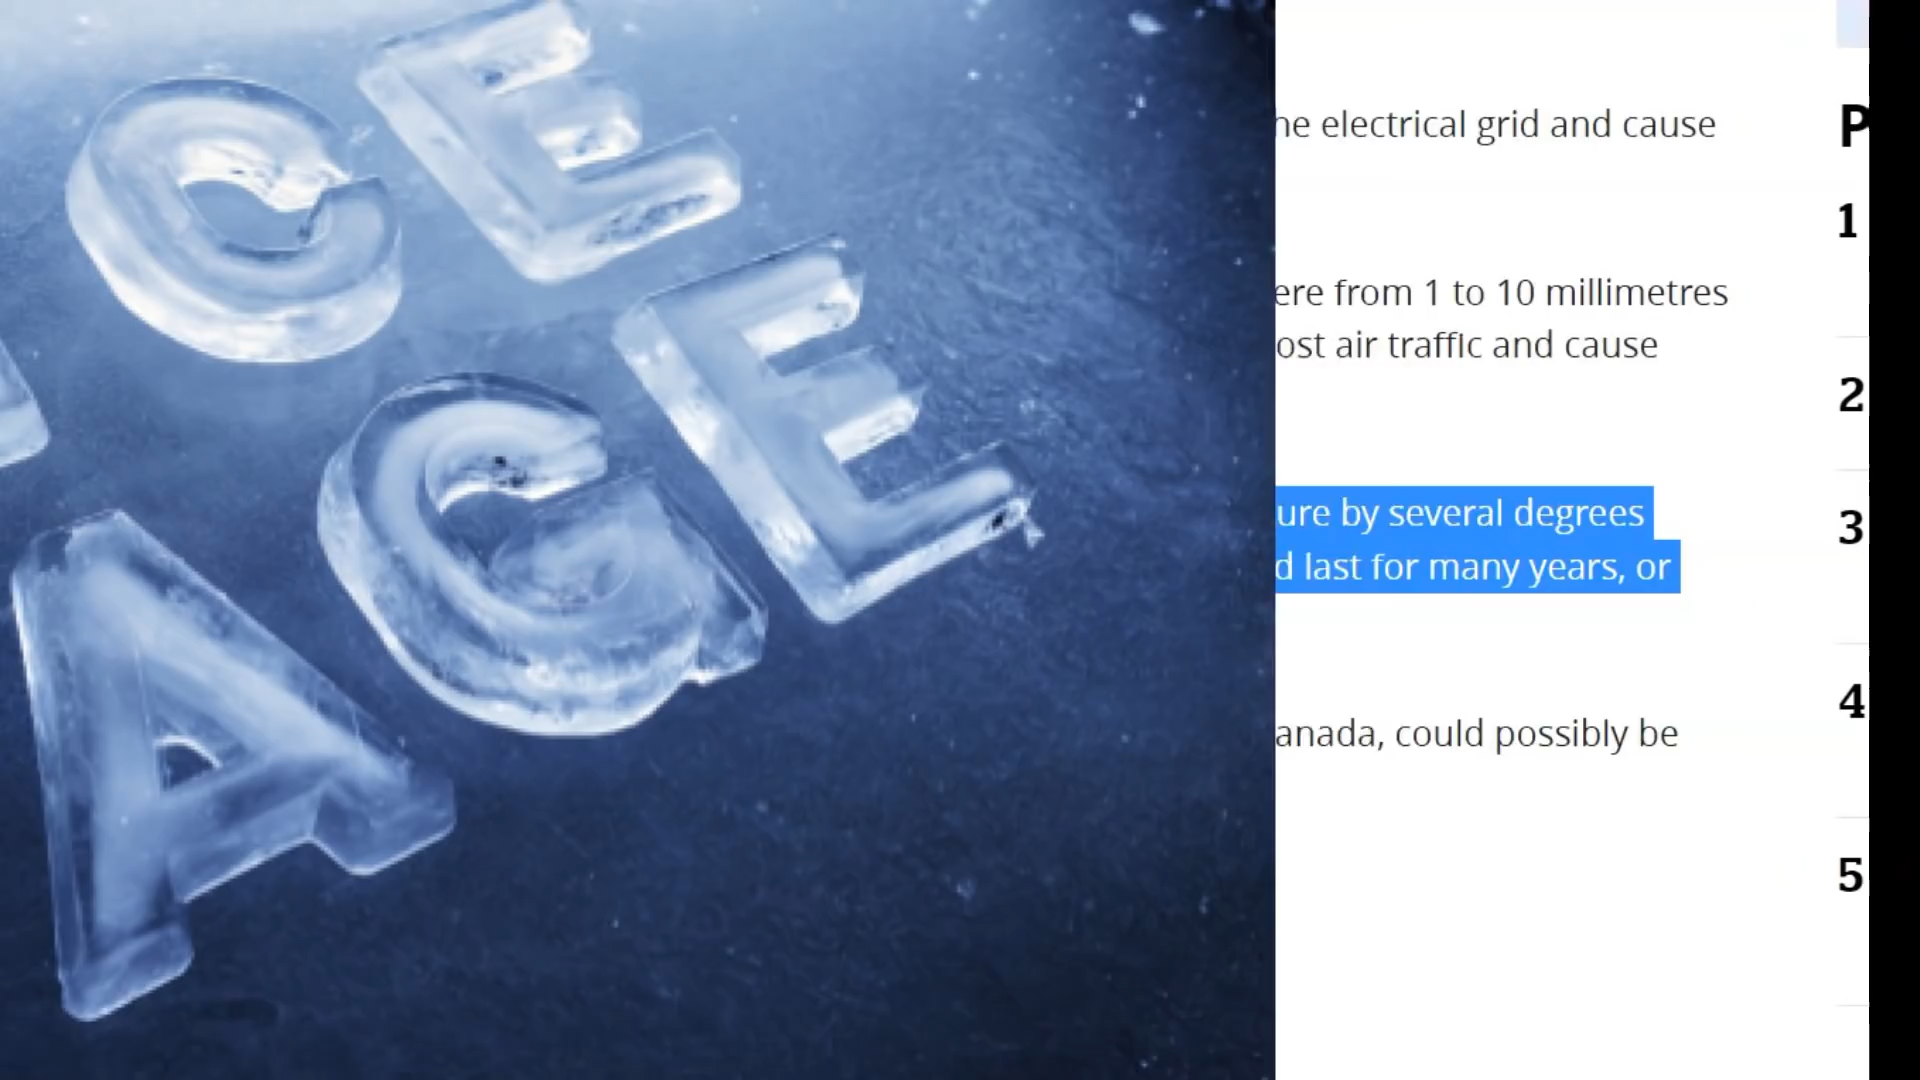 CE
AGE
he electrical grid and cause
ere from 1 to 10 millimetres
ost air traffic and cause
ure by several degrees
d last for many years, or
anada, could possibly be
P
1
2
3
4
5